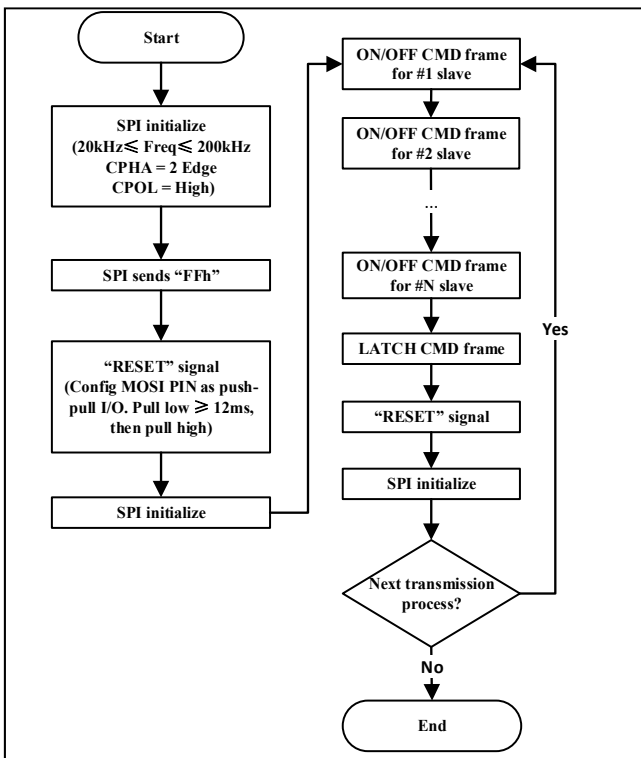 Start
SPI initialize
(20kHz≤ Freq≤ 200kHz
CPHA = 2 Edge
CPOL = High)
SPI sends “FFh”
“RESET” signal
(Config MOSI PIN as push-
pull I/O. Pull low ≥ 12ms,
then pull high)
SPI initialize
ON/OFF CMD frame
for #1 slave
ON/OFF CMD frame
for #2 slave
...
ON/OFF CMD frame
for #N slave
LATCH CMD frame
“RESET” signal
SPI initialize
Next transmission
process?
Yes
No
End